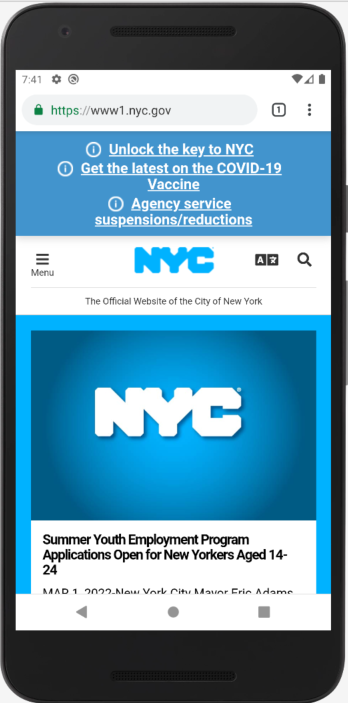 7:41
https://www1.nyc.gov
1
Unlock the key to NYC
Get the latest on the COVID-19
Vaccine
Agency service
suspensions/reductions
Menu
NYC
A 文
The Official Website of the City of New York
NYC
Summer Youth Employment Program
Applications Open for New Yorkers Aged 14-
24
MAR 1, 2022-New York City Mayor Eric Adams